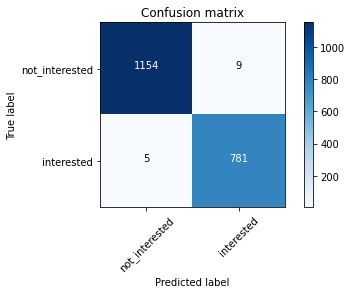 Confusion matrix
True label
not_interested
interested
1154
9
5
781
not_interested
interested
Predicted label
1000
800
600
400
200